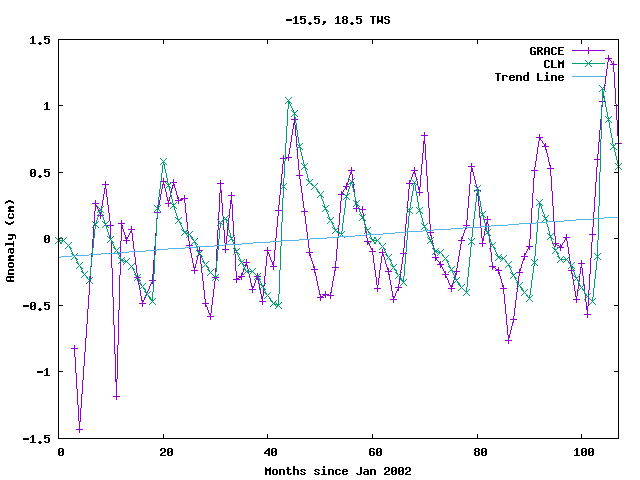 -15.5, 18.5 TWS
GRACE
CLM
Trend Line
1.5
1
0.5
0
-0.5
-1
-1.5
Anomaly (cm)
0 20 40 60 80 100
Months since Jan 2002